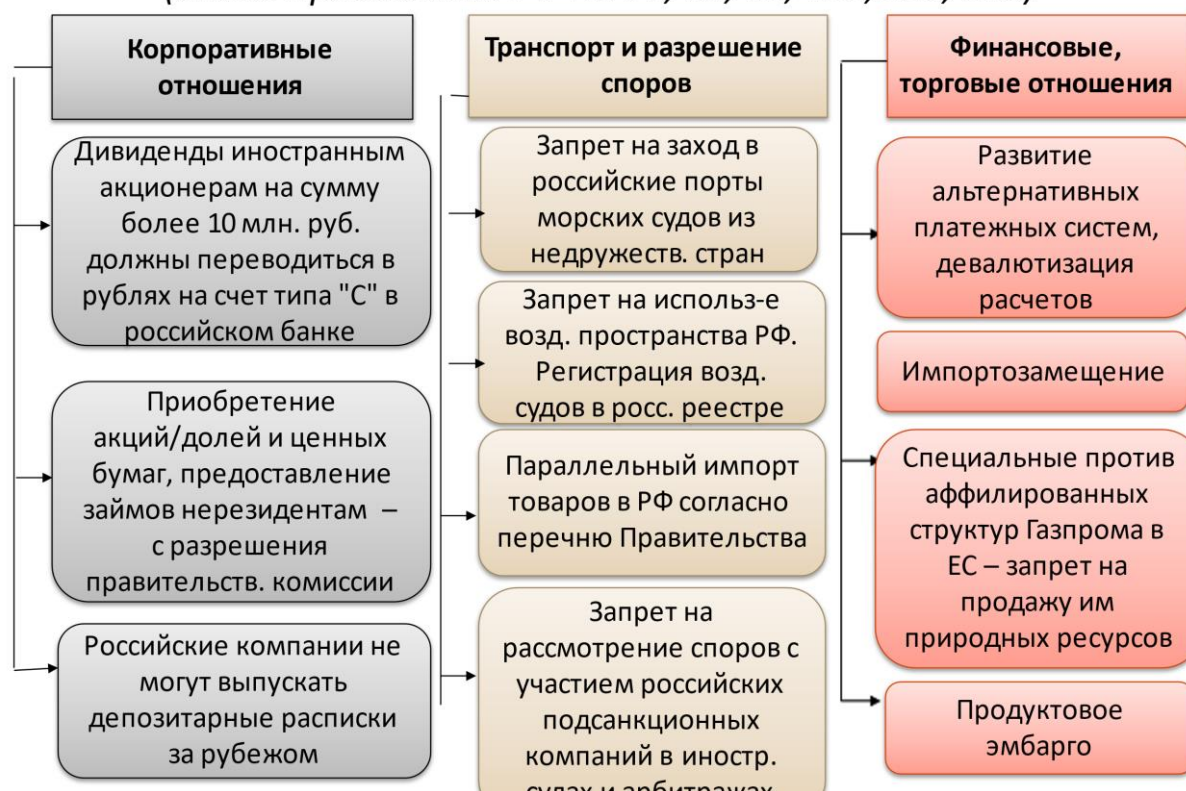 Корпоративные
отношения
Дивиденды иностранным
акционерам на сумму
более 10 млн. руб.
должны переводиться в
рублях на счет типа "С" в
российском банке
Приобретение
акций/долей и ценных
бумаг, предоставление
займов нерезидентам –
с разрешения
правительств. комиссии
Российские компании не
могут выпускать
депозитарные расписки
за рубежом
Транспорт и разрешение
споров
Запрет на заход в
российские порты
морских судов из
недружеств. стран
Запрет на использ-е
возд. пространства РФ.
Регистрация возд.
судов в росс. реестре
Параллельный импорт
товаров в РФ согласно
перечню Правительства
Запрет на
рассмотрение споров с
участием российских
подсанкционных
компаний в иностр.
судах и арбитражах
Финансовые,
торговые отношения
Развитие
альтернативных
платежных систем,
девалютизация
расчетов
Импортозамещение
Специальные против
аффилированных
структур Газпрома в
ЕС – запрет на
продажу им
природных ресурсов
Продуктовое
эмбарго